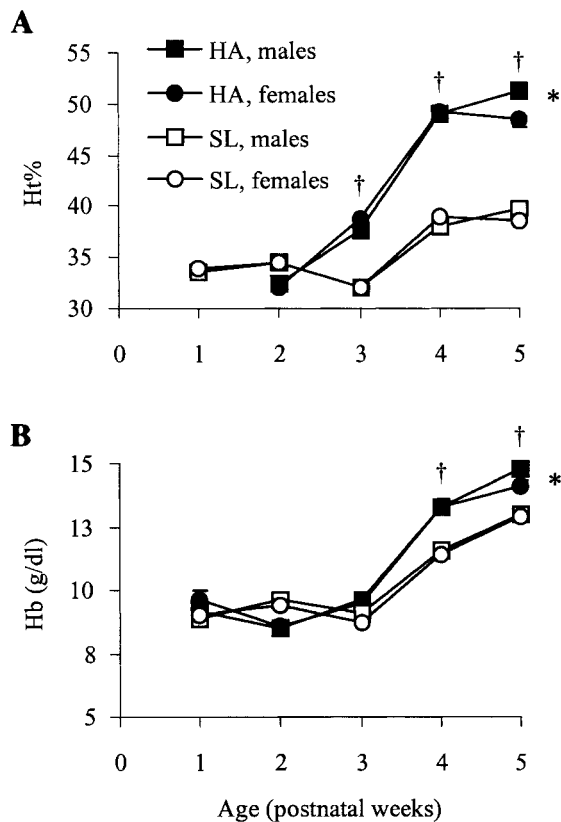 A
HA, males
HA, females
SL, males
SL, females
†
†
†
*
Ht%
55
50
45
40
35
30
0 1 2 3 4 5
B
†
†
*
Hb (g/dl)
15
13
10
8
5
0 1 2 3 4 5
Age (postnatal weeks)